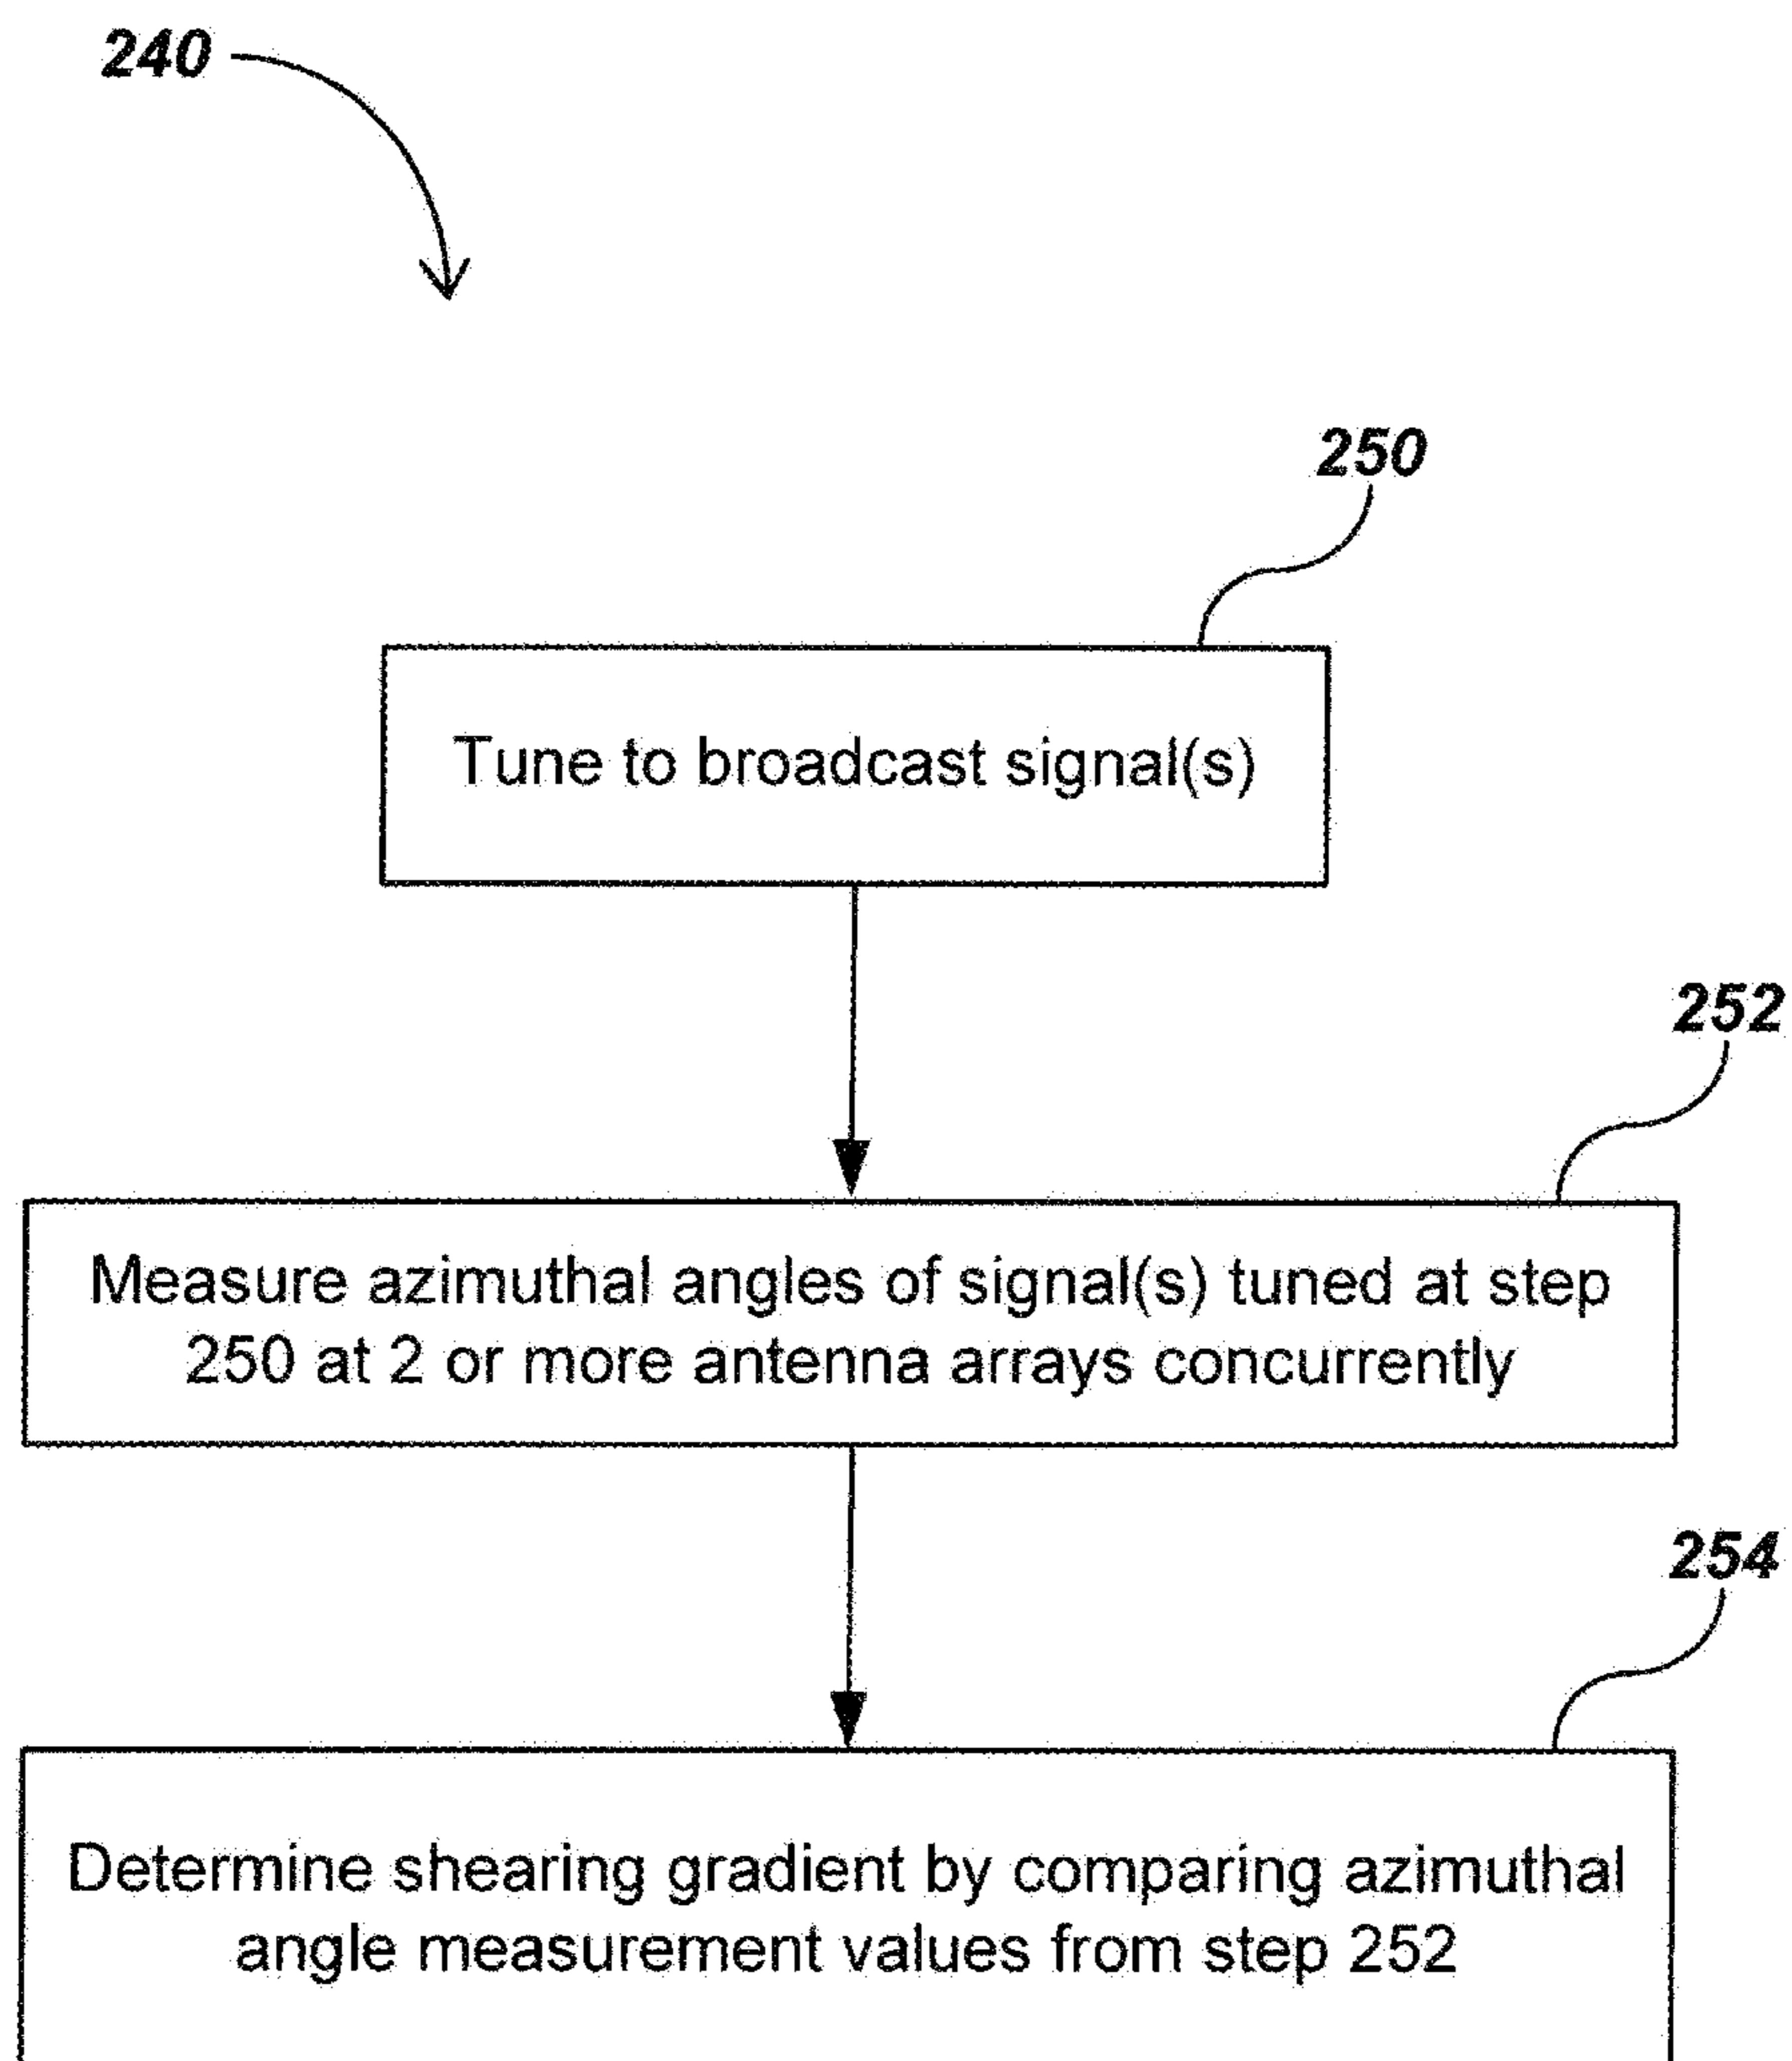 240
250
Tune to broadcast signal(s)
252
Measure azimuthal angles of signal(s) tuned at step
250 at 2 or more antenna arrays concurrently
254
Determine shearing gradient by comparing azimuthal
angle measurement values from step 252